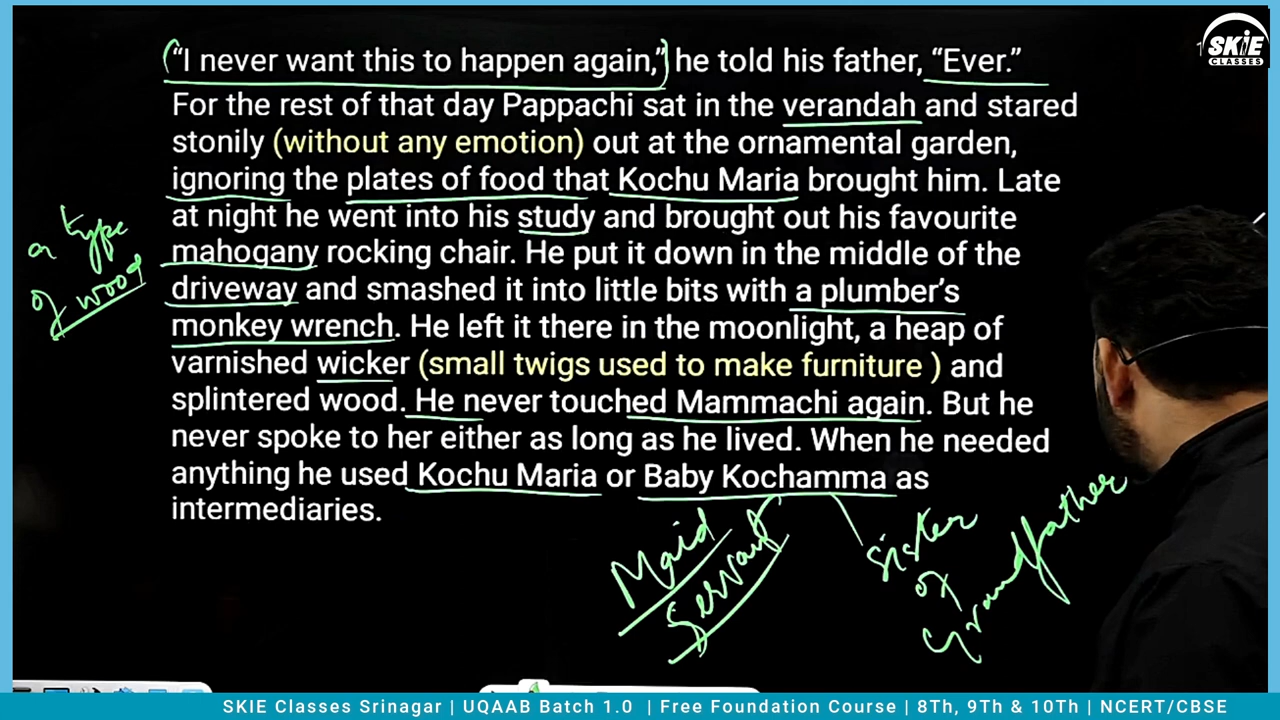 “I never want this to happen again,” he told his father, “Ever.”
For the rest of that day Pappachi sat in the verandah and stared
stonily (without any emotion) out at the ornamental garden,
ignoring the plates of food that Kochu Maria brought him. Late
at night he went into his study and brought out his favourite
mahogany rocking chair. He put it down in the middle of the
driveway and smashed it into little bits with a plumber’s
monkey wrench. He left it there in the moonlight, a heap of
varnished wicker (small twigs used to make furniture ) and
splintered wood. He never touched Mammachi again. But he
never spoke to her either as long as he lived. When he needed
anything he used Kochu Maria or Baby Kochamma as
intermediaries.
a type
of wood
Maid
Servant
sister
of
Grandfather
SKiE
CLASSES
SKIE Classes Srinagar | UQAAB Batch 1.0 | Free Foundation Course | 8Th, 9Th & 10Th | NCERT/CBSE